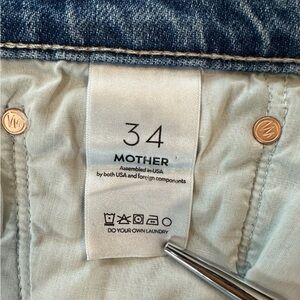 34
MOTHER
Assembled in USA
by both USA and foreign components
DO YOUR OWN LAUNDRY